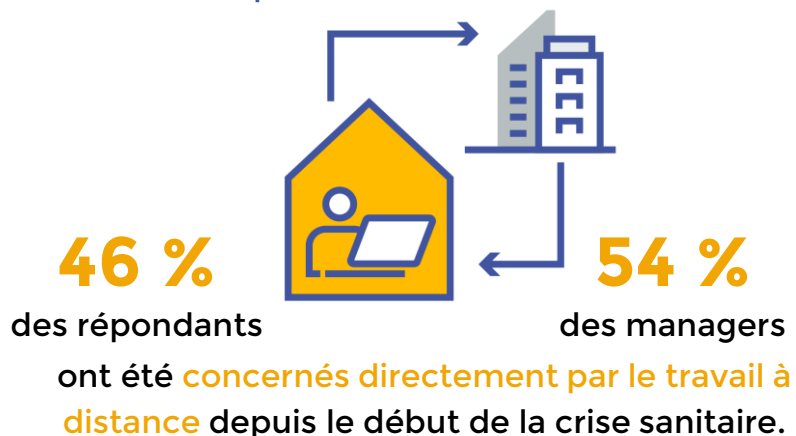 46 %
des répondants
54 %
des managers
ont été concernés directement par le travail à
distance depuis le début de la crise sanitaire.